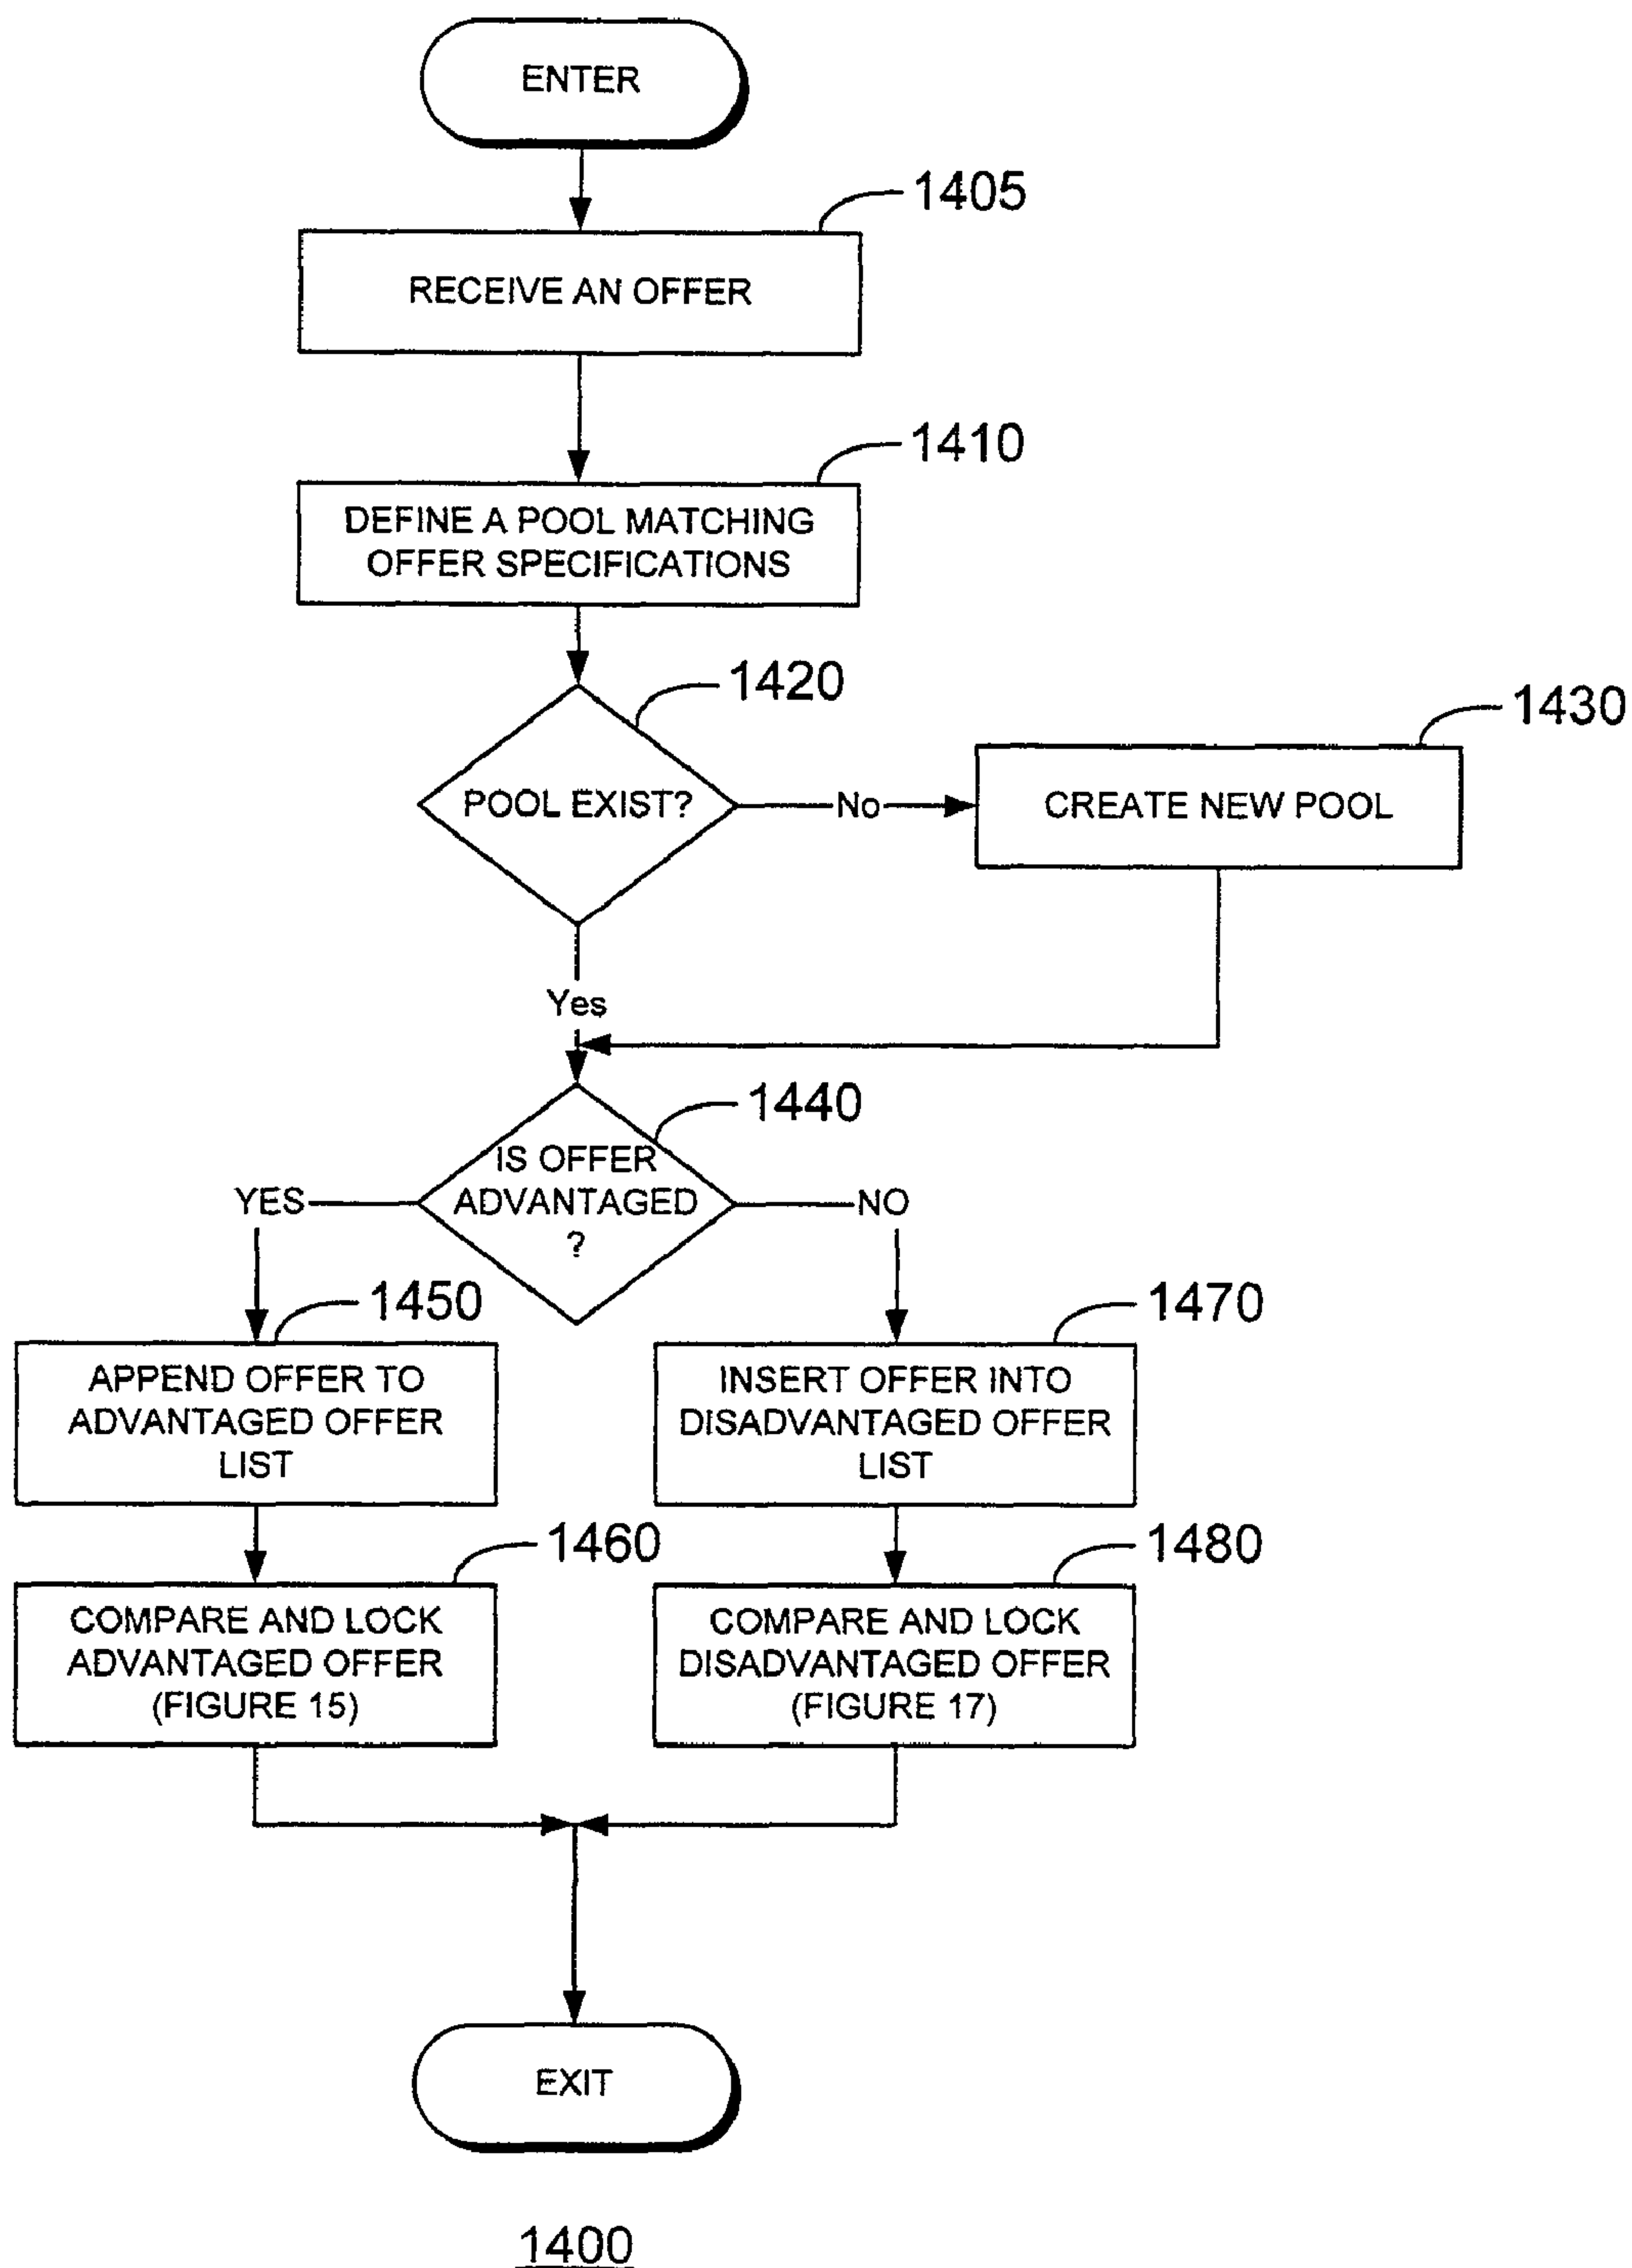 ENTER
1405
RECEIVE AN OFFER
1410
DEFINE A POOL MATCHING
OFFER SPECIFICATIONS
1420
1430
POOL EXIST?
No
CREATE NEW POOL
Yes
1440
IS OFFER
ADVANTAGED
?
YES
NO
1450
1470
APPEND OFFER TO
ADVANTAGED OFFER
LIST
INSERT OFFER INTO
DISADVANTAGED OFFER
LIST
1460
1480
COMPARE AND LOCK
ADVANTAGED OFFER
(FIGURE 15)
COMPARE AND LOCK
DISADVANTAGED OFFER
(FIGURE 17)
EXIT
1400